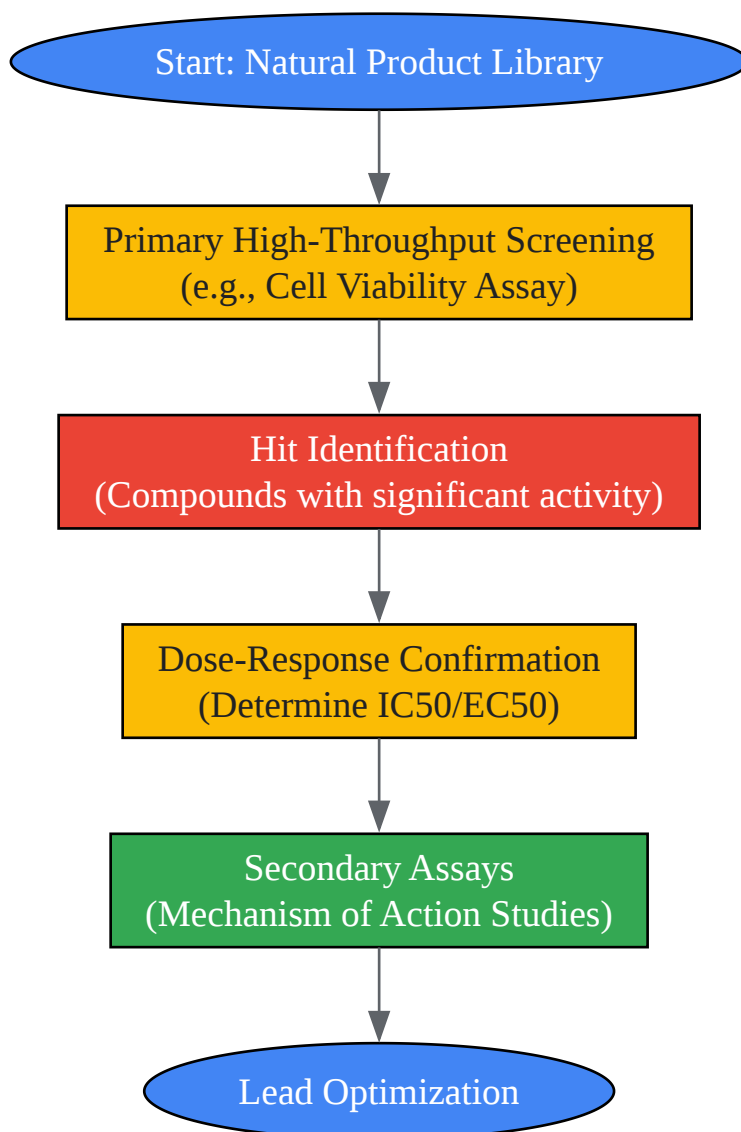 Start: Natural Product Library
Primary High-Throughput Screening
(e.g., Cell Viability Assay)
Hit Identification
(Compounds with significant activity)
Dose-Response Confirmation
(Determine IC50/EC50)
Secondary Assays
(Mechanism of Action Studies)
Lead Optimization